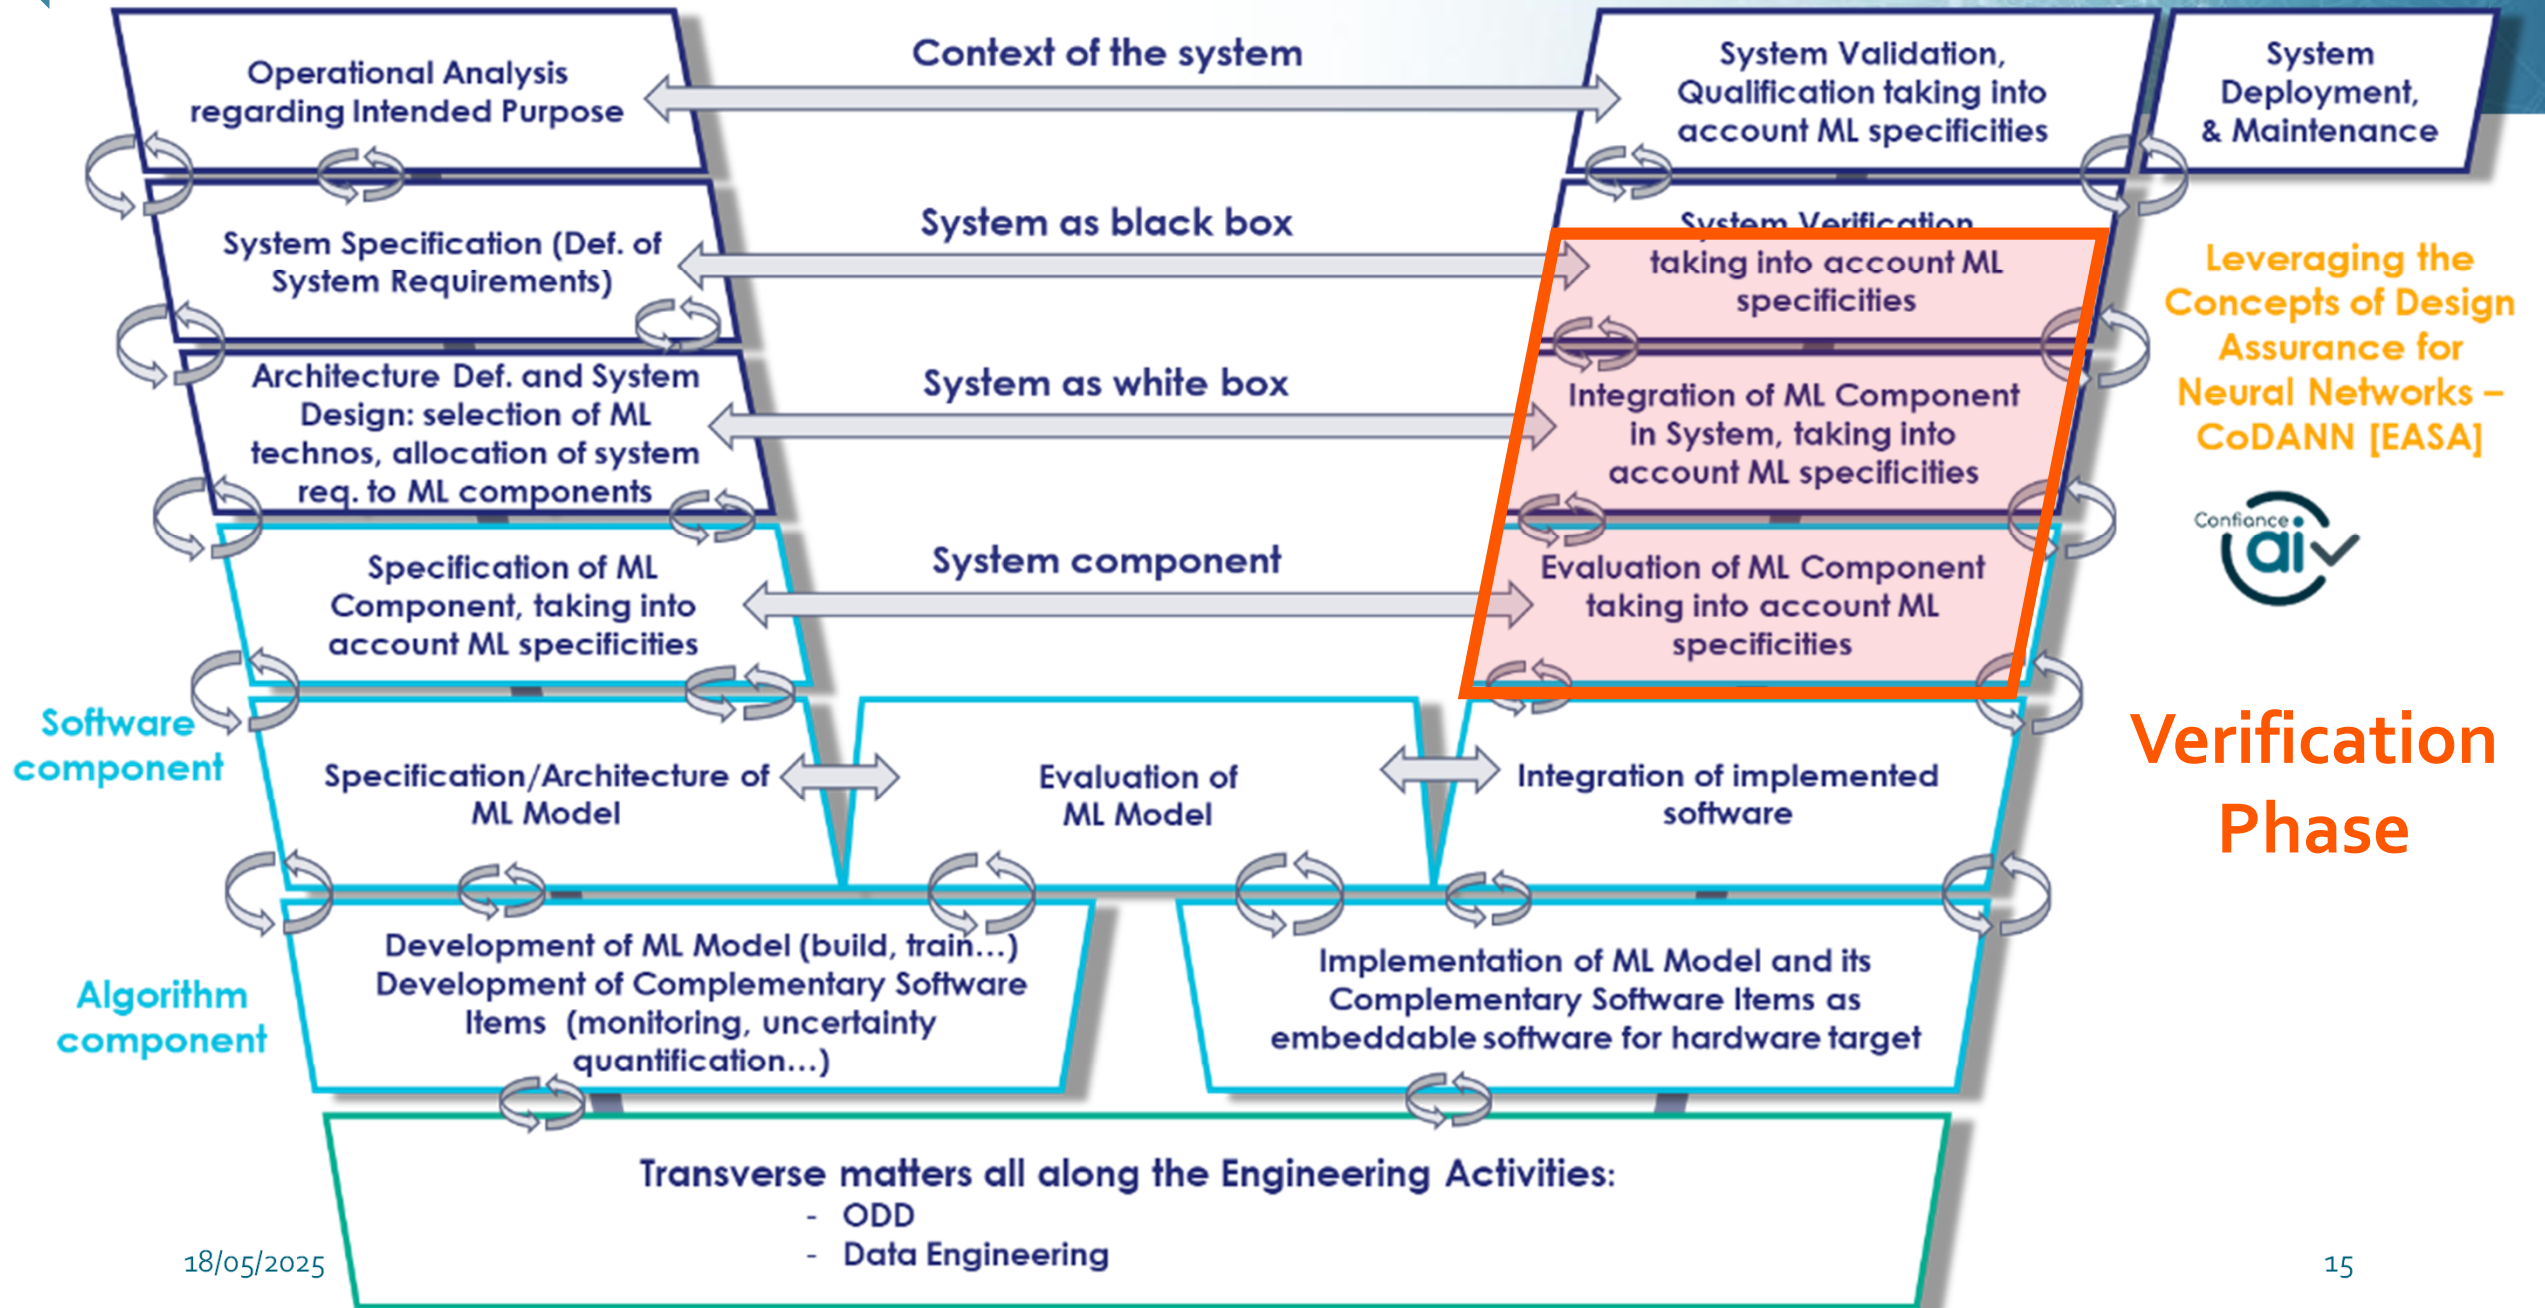 Operational Analysis
regarding Intended Purpose
Context of the system
System Validation,
Qualification taking into
account ML specificities
System
Deployment,
& Maintenance
System Specification (Def. of
System Requirements)
System as black box
System Verification
taking into account ML
specificities
Leveraging the
Concepts of Design
Assurance for
Neural Networks –
CoDANN [EASA]
Architecture Def. and System
Design: selection of ML
technos, allocation of system
req. to ML components
System as white box
Integration of ML Component
in System, taking into
account ML specificities
Confiance
ai
Specification of ML
Component, taking into
account ML specificities
System component
Evaluation of ML Component
taking into account ML
specificities
Verification
Phase
Software
component
Specification/Architecture of
ML Model
Evaluation of
ML Model
Integration of implemented
software
Algorithm
component
Development of ML Model (build, train...)
Development of Complementary Software
Items (monitoring, uncertainty
quantification...)
Implementation of ML Model and its
Complementary Software Items as
embeddable software for hardware target
Transverse matters all along the Engineering Activities:
- ODD
- Data Engineering
18/05/2025
15